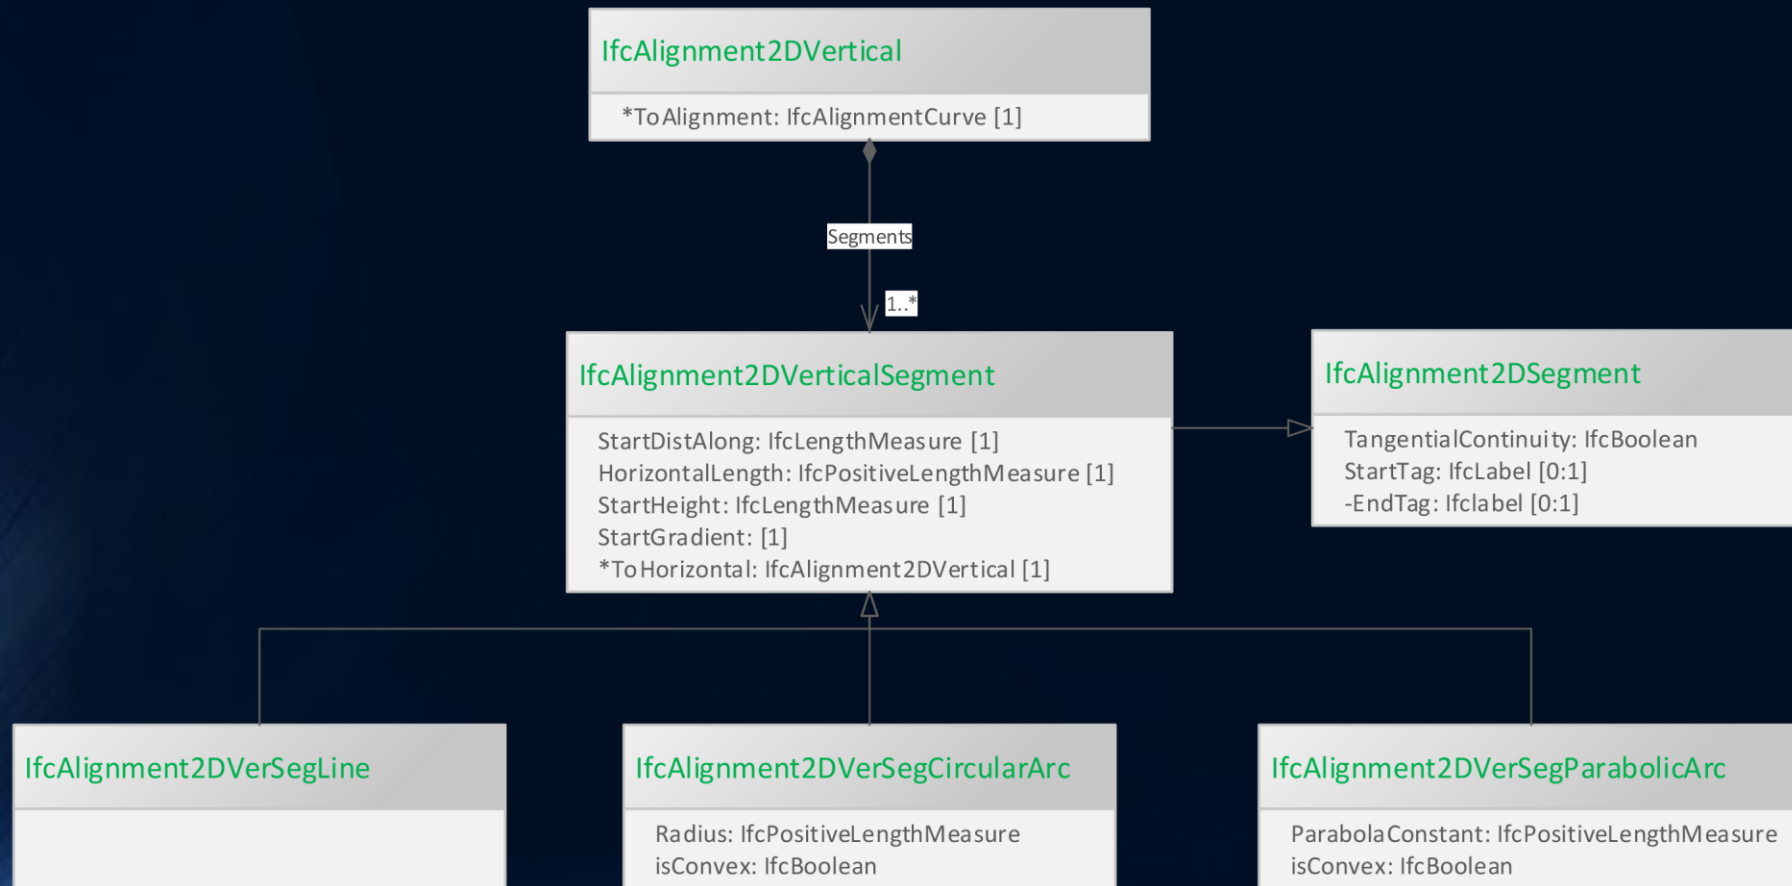 IfcAlignment2DVertical
*ToAlignment: IfcAlignmentCurve [1]
Segments
1..*
IfcAlignment2DVerticalSegment
StartDistAlong: IfcLengthMeasure [1]
HorizontalLength: IfcPositiveLengthMeasure [1]
StartHeight: IfcLengthMeasure [1]
StartGradient: [1]
*ToHorizontal: IfcAlignment2DVertical [1]
IfcAlignment2DSegment
TangentialContinuity: IfcBoolean
StartTag: IfcLabel [0:1]
-EndTag: Ifclabel [0:1]
IfcAlignment2DVerSegLine
IfcAlignment2DVerSegCircularArc
Radius: IfcPositiveLengthMeasure
isConvex: IfcBoolean
IfcAlignment2DVerSegParabolicArc
ParabolaConstant: IfcPositiveLengthMeasure
isConvex: IfcBoolean